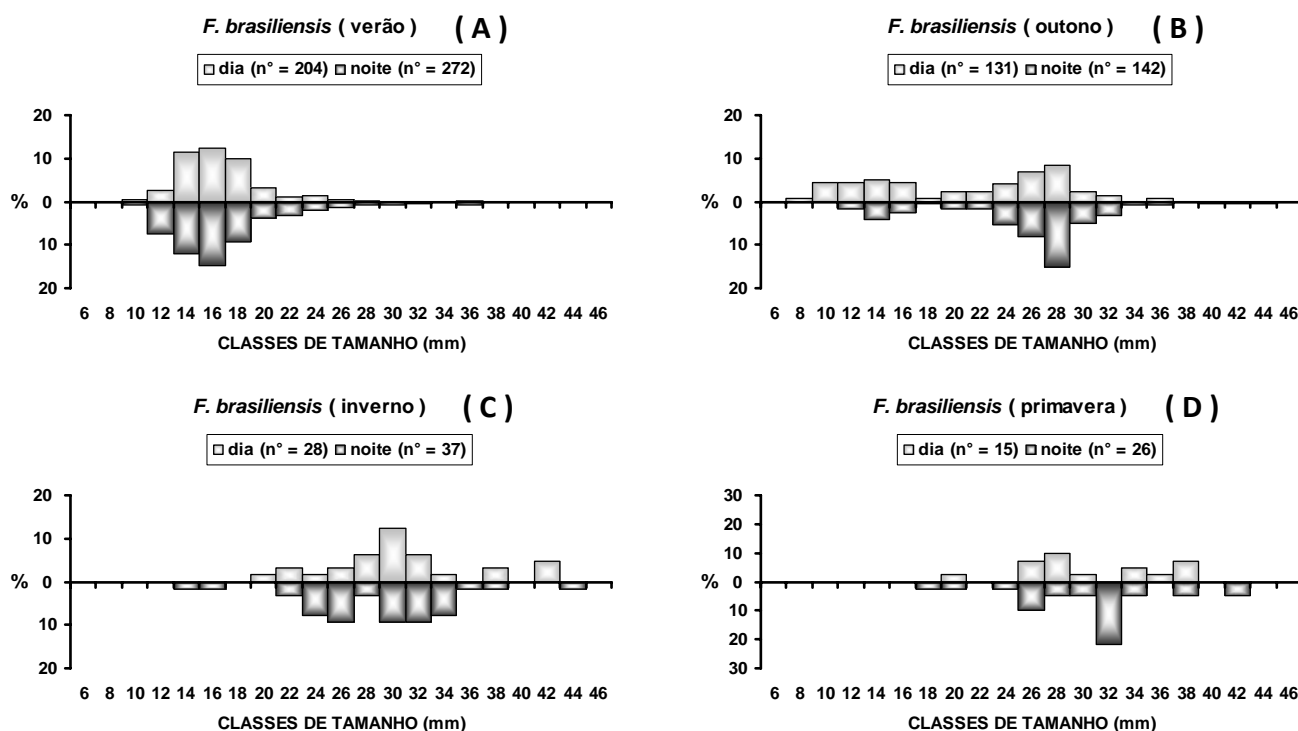 F. brasiliensis ( verão ) ( A )
dia (n° = 204) noite (n° = 272)
20
10
%
0
10
20
6 8 10 12 14 16 18 20 22 24 26 28 30 32 34 36 38 40 42 44 46
CLASSES DE TAMANHO (mm)
F. brasiliensis ( outono ) ( B )
dia (n° = 131) noite (n° = 142)
20
10
%
0
10
20
6 8 10 12 14 16 18 20 22 24 26 28 30 32 34 36 38 40 42 44 46
CLASSES DE TAMANHO (mm)
F. brasiliensis ( inverno ) ( C )
dia (n° = 28) noite (n° = 37)
20
10
%
0
10
20
6 8 10 12 14 16 18 20 22 24 26 28 30 32 34 36 38 40 42 44 46
CLASSES DE TAMANHO (mm)
F. brasiliensis ( primavera ) ( D )
dia (n° = 15) noite (n° = 26)
30
20
10
%
0
10
20
30
6 8 10 12 14 16 18 20 22 24 26 28 30 32 34 36 38 40 42 44 46
CLASSES DE TAMANHO (mm)